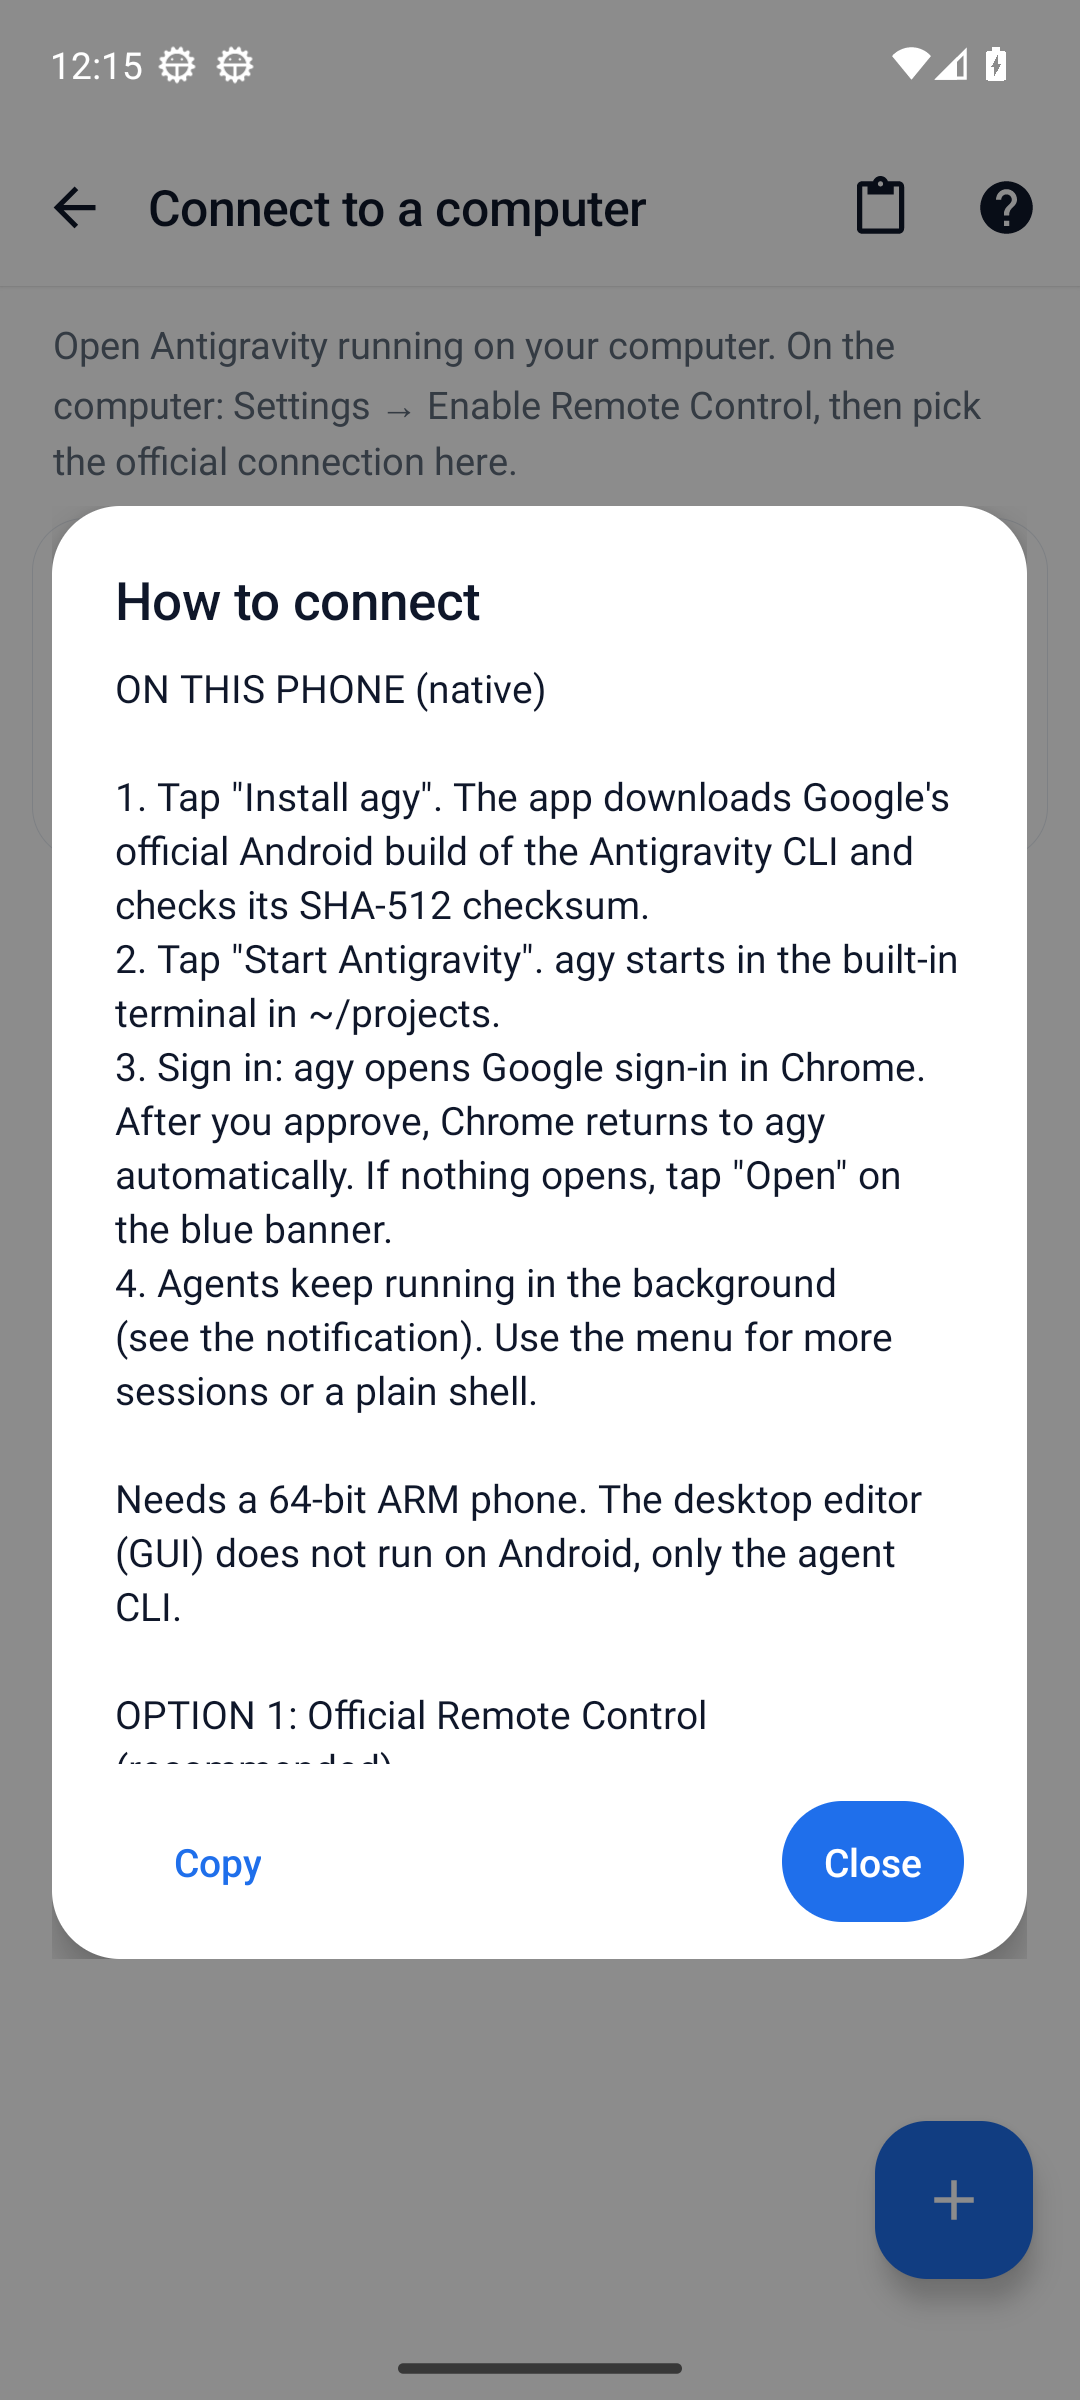 12:15
Connect to a computer
Open Antigravity running on your computer. On the
computer: Settings → Enable Remote Control, then pick
the official connection here.
How to connect
ON THIS PHONE (native)
1. Tap "Install agy". The app downloads Google's
official Android build of the Antigravity CLI and
checks its SHA-512 checksum.
2. Tap "Start Antigravity". agy starts in the built-in
terminal in ~/projects.
3. Sign in: agy opens Google sign-in in Chrome.
After you approve, Chrome returns to agy
automatically. If nothing opens, tap "Open" on
the blue banner.
4. Agents keep running in the background
(see the notification). Use the menu for more
sessions or a plain shell.
Needs a 64-bit ARM phone. The desktop editor
(GUI) does not run on Android, only the agent
CLI.
OPTION 1: Official Remote Control
(recommended)
Copy
Close